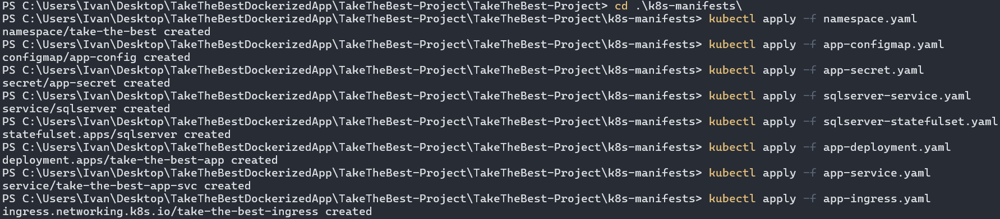 PS C:\Users\Ivan\Desktop\TakeTheBestDockerizedApp\TakeTheBest-Project\TakeTheBest-Project> cd .\k8s-manifests\
PS C:\Users\Ivan\Desktop\TakeTheBestDockerizedApp\TakeTheBest-Project\TakeTheBest-Project\k8s-manifests> kubectl apply -f namespace.yaml
namespace/take-the-best created
PS C:\Users\Ivan\Desktop\TakeTheBestDockerizedApp\TakeTheBest-Project\TakeTheBest-Project\k8s-manifests> kubectl apply -f app-configmap.yaml
configmap/app-config created
PS C:\Users\Ivan\Desktop\TakeTheBestDockerizedApp\TakeTheBest-Project\TakeTheBest-Project\k8s-manifests> kubectl apply -f app-secret.yaml
secret/app-secret created
PS C:\Users\Ivan\Desktop\TakeTheBestDockerizedApp\TakeTheBest-Project\TakeTheBest-Project\k8s-manifests> kubectl apply -f sqlserver-service.yaml
service/sqlserver created
PS C:\Users\Ivan\Desktop\TakeTheBestDockerizedApp\TakeTheBest-Project\TakeTheBest-Project\k8s-manifests> kubectl apply -f sqlserver-statefulset.yaml
statefulset.apps/sqlserver created
PS C:\Users\Ivan\Desktop\TakeTheBestDockerizedApp\TakeTheBest-Project\TakeTheBest-Project\k8s-manifests> kubectl apply -f app-deployment.yaml
deployment.apps/take-the-best-app created
PS C:\Users\Ivan\Desktop\TakeTheBestDockerizedApp\TakeTheBest-Project\TakeTheBest-Project\k8s-manifests> kubectl apply -f app-service.yaml
service/take-the-best-app-svc created
PS C:\Users\Ivan\Desktop\TakeTheBestDockerizedApp\TakeTheBest-Project\TakeTheBest-Project\k8s-manifests> kubectl apply -f app-ingress.yaml
ingress.networking.k8s.io/take-the-best-ingress created